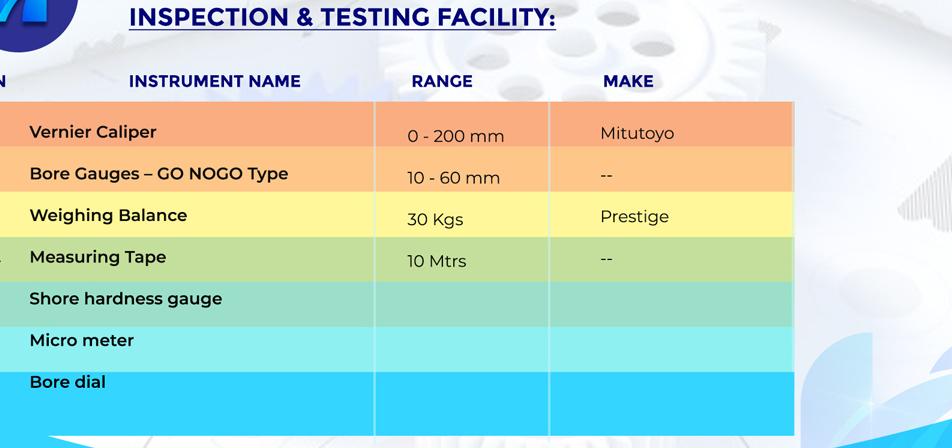 INSPECTION & TESTING FACILITY:
N INSTRUMENT NAME RANGE MAKE
Vernier Caliper 0 - 200 mm Mitutoyo
Bore Gauges – GO NOGO Type 10 - 60 mm --
Weighing Balance 30 Kgs Prestige
Measuring Tape 10 Mtrs --
Shore hardness gauge
Micro meter
Bore dial